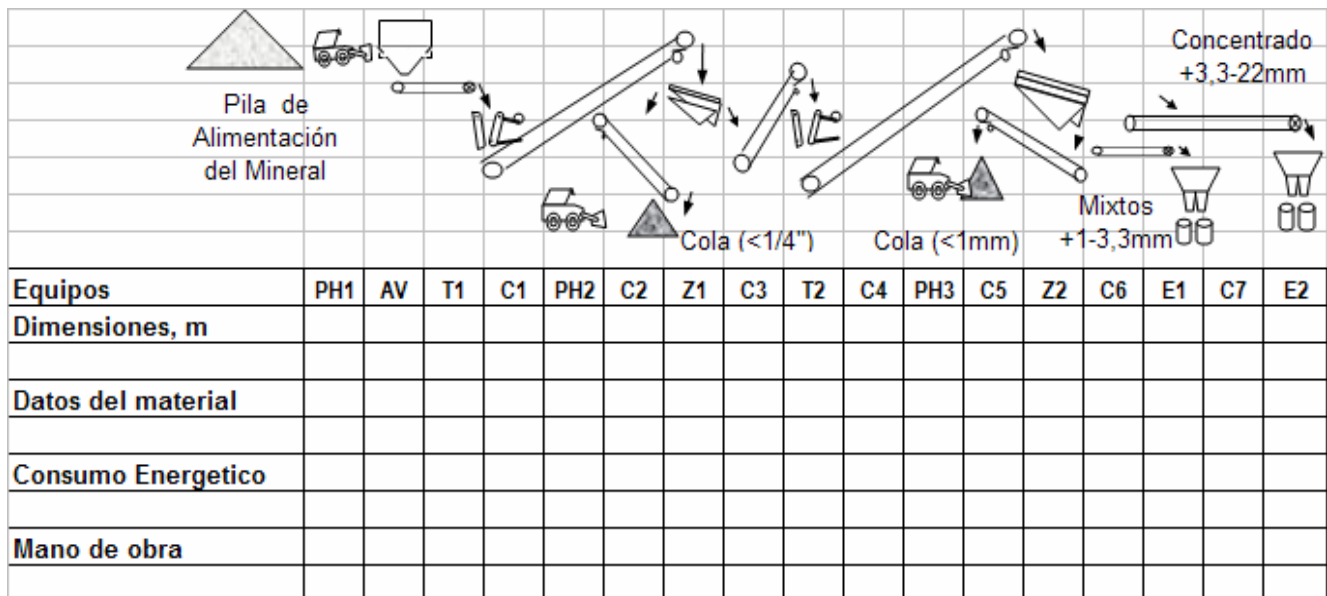 Pila de
Alimentación
del Mineral
Cola (<1/4")
Cola (<1mm)
Mixtos
+1-3,3mm
Concentrado
+3,3-22mm
Equipos PH1 AV T1 C1 PH2 C2 Z1 C3 T2 C4 PH3 C5 Z2 C6 E1 C7 E2
Dimensiones, m
Datos del material
Consumo Energetico
Mano de obra